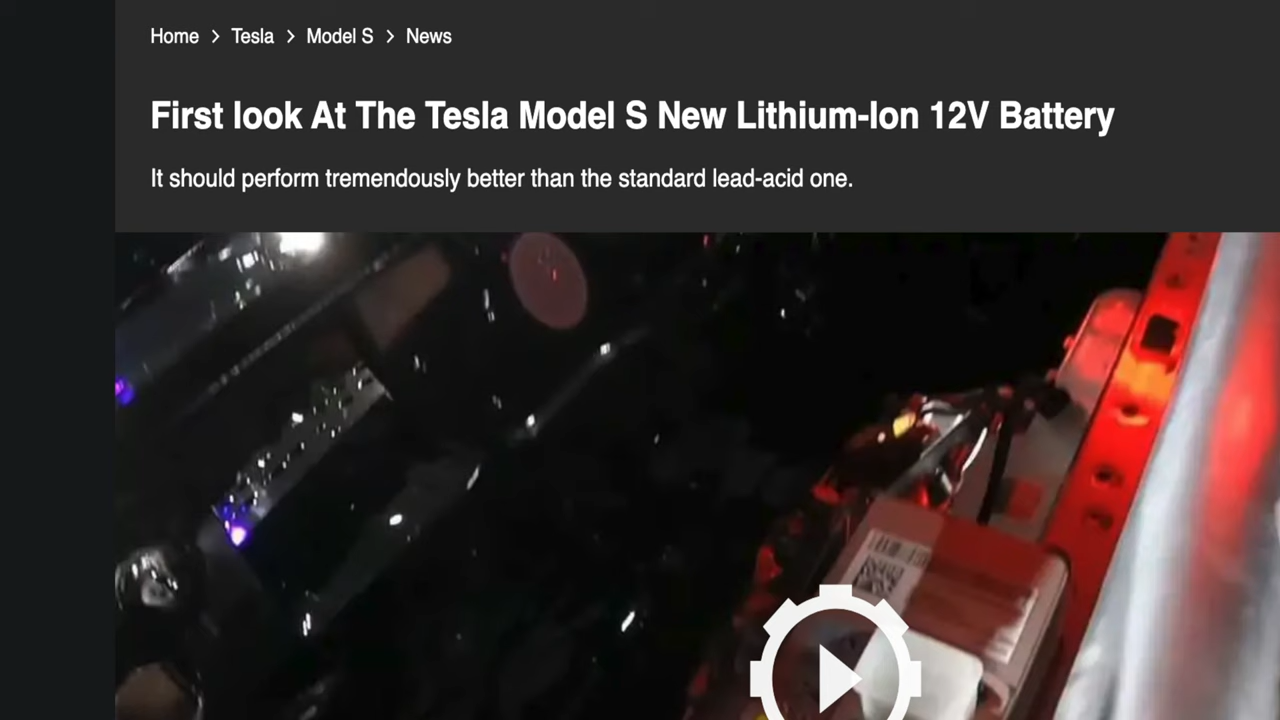 Home > Tesla > Model S > News
First look At The Tesla Model S New Lithium-Ion 12V Battery
It should perform tremendously better than the standard lead-acid one.